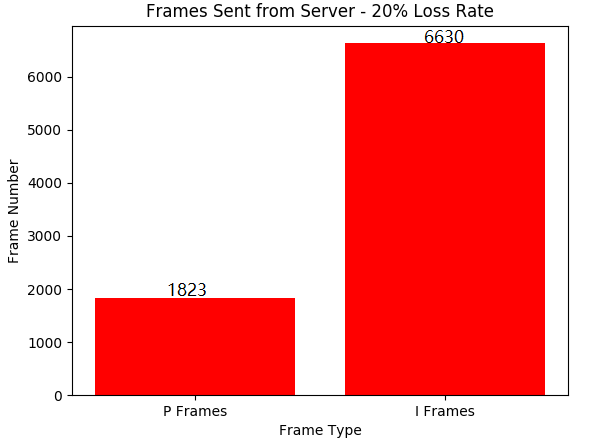 Frames Sent from Server - 20% Loss Rate
6630
6000
5000
4000
3000
2000
1000
0
1823
Frame Number
P Frames
I Frames
Frame Type